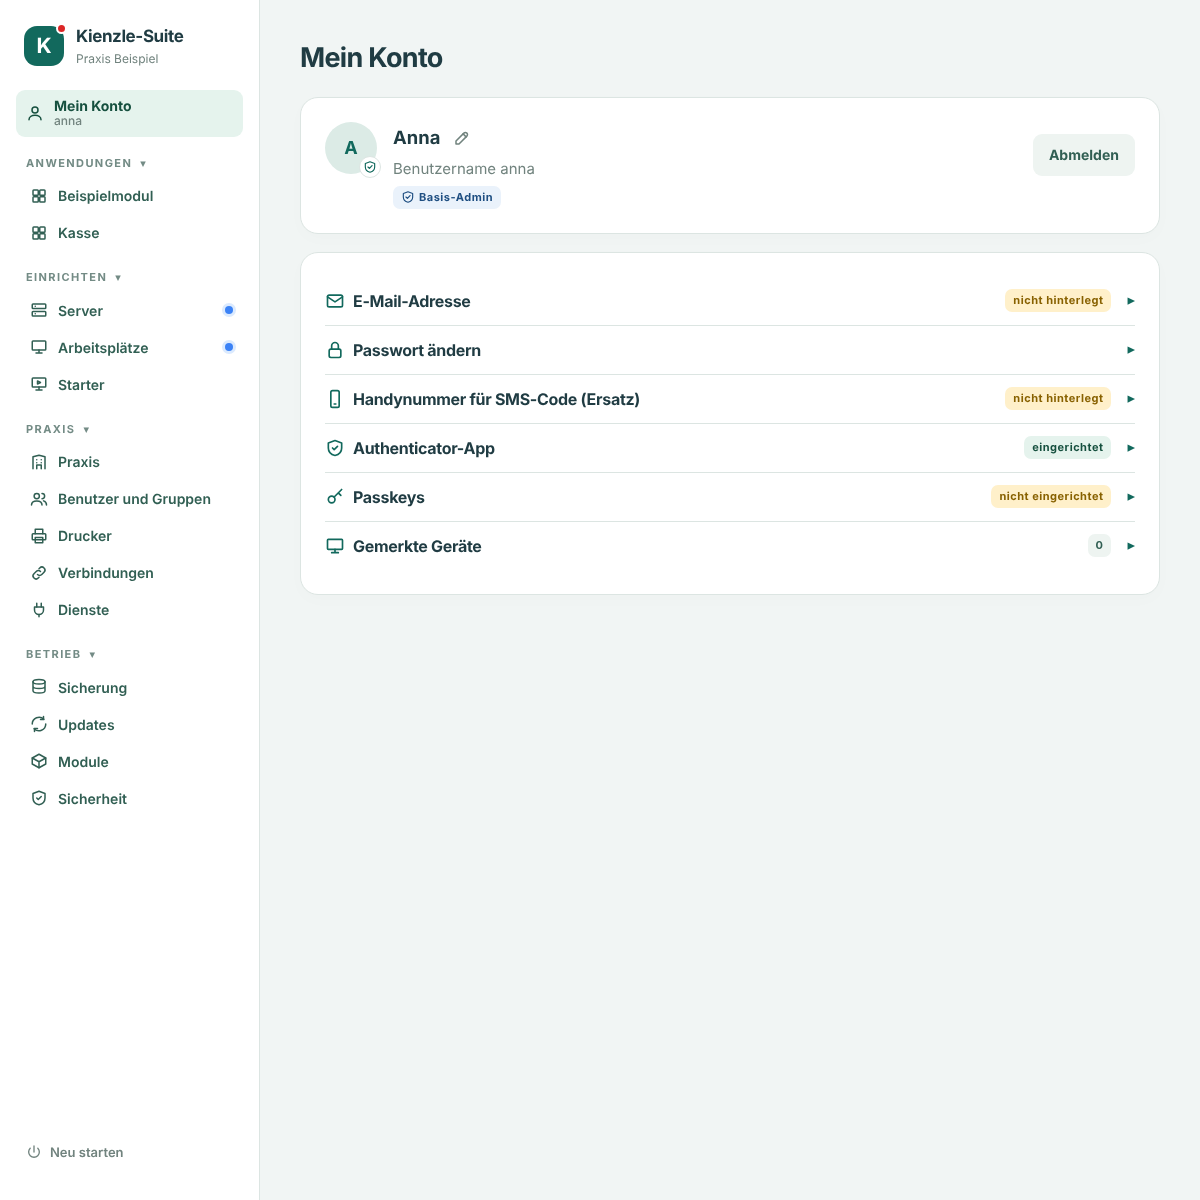 K
Kienzle-Suite
Praxis Beispiel
Mein Konto
anna
ANWENDUNGEN
Beispielmodul
Kasse
EINRICHTEN
Server
Arbeitsplätze
Starter
PRAXIS
Praxis
Benutzer und Gruppen
Drucker
Verbindungen
Dienste
BETRIEB
Sicherung
Updates
Module
Sicherheit
Neu starten
Mein Konto
A
Anna
Benutzername anna
Basis-Admin
Abmelden
E-Mail-Adresse nicht hinterlegt
Passwort ändern
Handynummer für SMS-Code (Ersatz) nicht hinterlegt
Authenticator-App eingerichtet
Passkeys nicht eingerichtet
Gemerkte Geräte 0